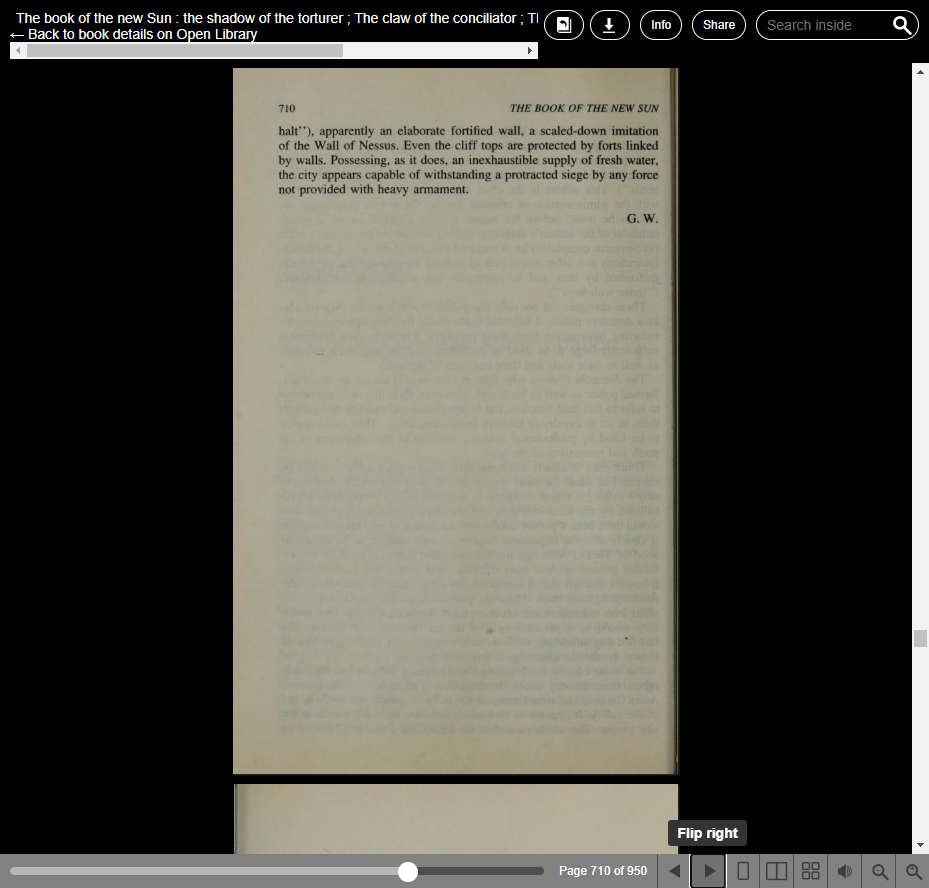 The book of the new Sun : the shadow of the torturer ; The claw of the conciliator ; Th
← Back to book details on Open Library
Info
Share
Search inside
710
THE BOOK OF THE NEW SUN
halt''), apparently an elaborate fortified wall, a scaled-down imitation
of the Wall of Nessus. Even the cliff tops are protected by forts linked
by walls. Possessing, as it does, an inexhaustible supply of fresh water,
the city appears capable of withstanding a protracted siege by any force
not provided with heavy armament.
G. W.
Flip right
Page 710 of 950